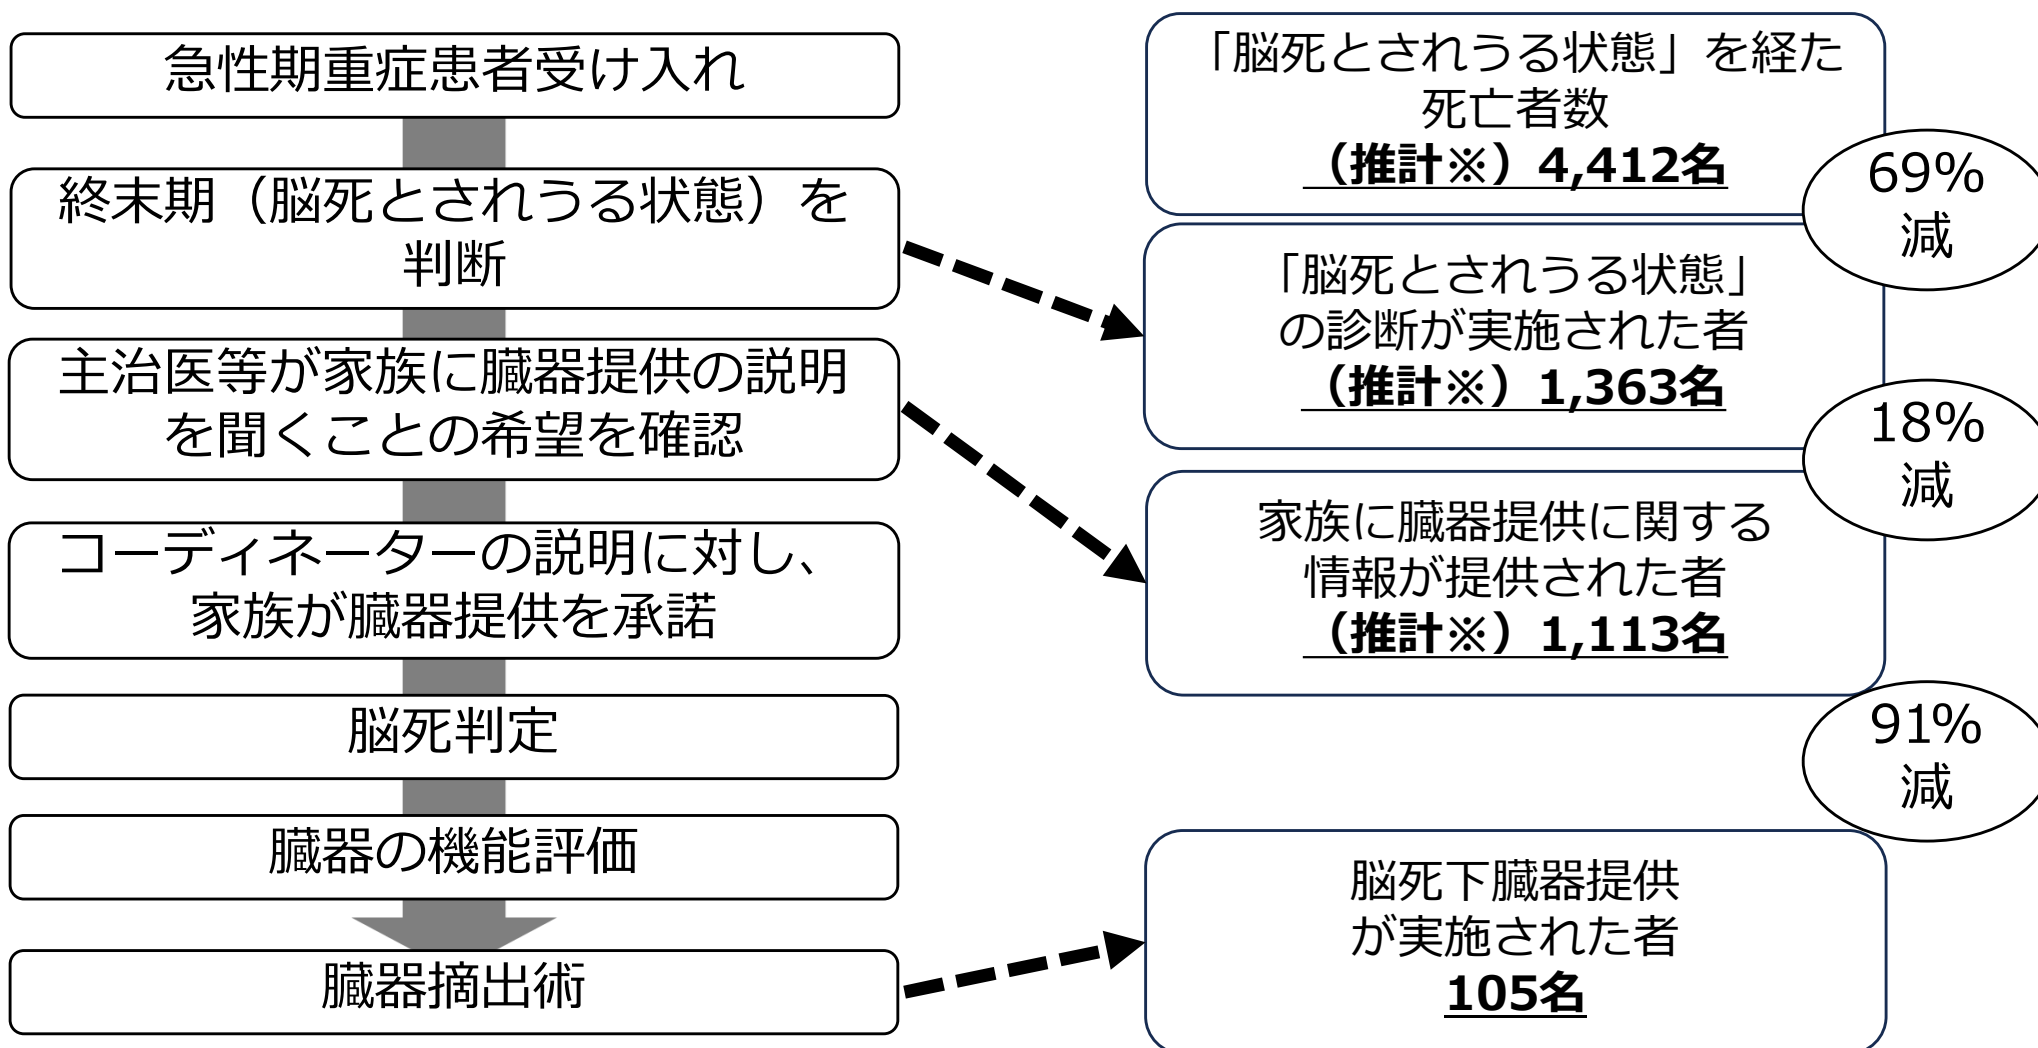 急性期重症患者受け入れ
終末期（脳死とされうる状態）を
判断
主治医等が家族に臓器提供の説明
を聞くことの希望を確認
コーディネーターの説明に対し、
家族が臓器提供を承諾
脳死判定
臓器の機能評価
臓器摘出術
「脳死とされうる状態」を経た
死亡者数
（推計※）4,412名
69%
減
「脳死とされうる状態」
の診断が実施された者
（推計※）1,363名
18%
減
家族に臓器提供に関する
情報が提供された者
（推計※）1,113名
91%
減
脳死下臓器提供
が実施された者
105名